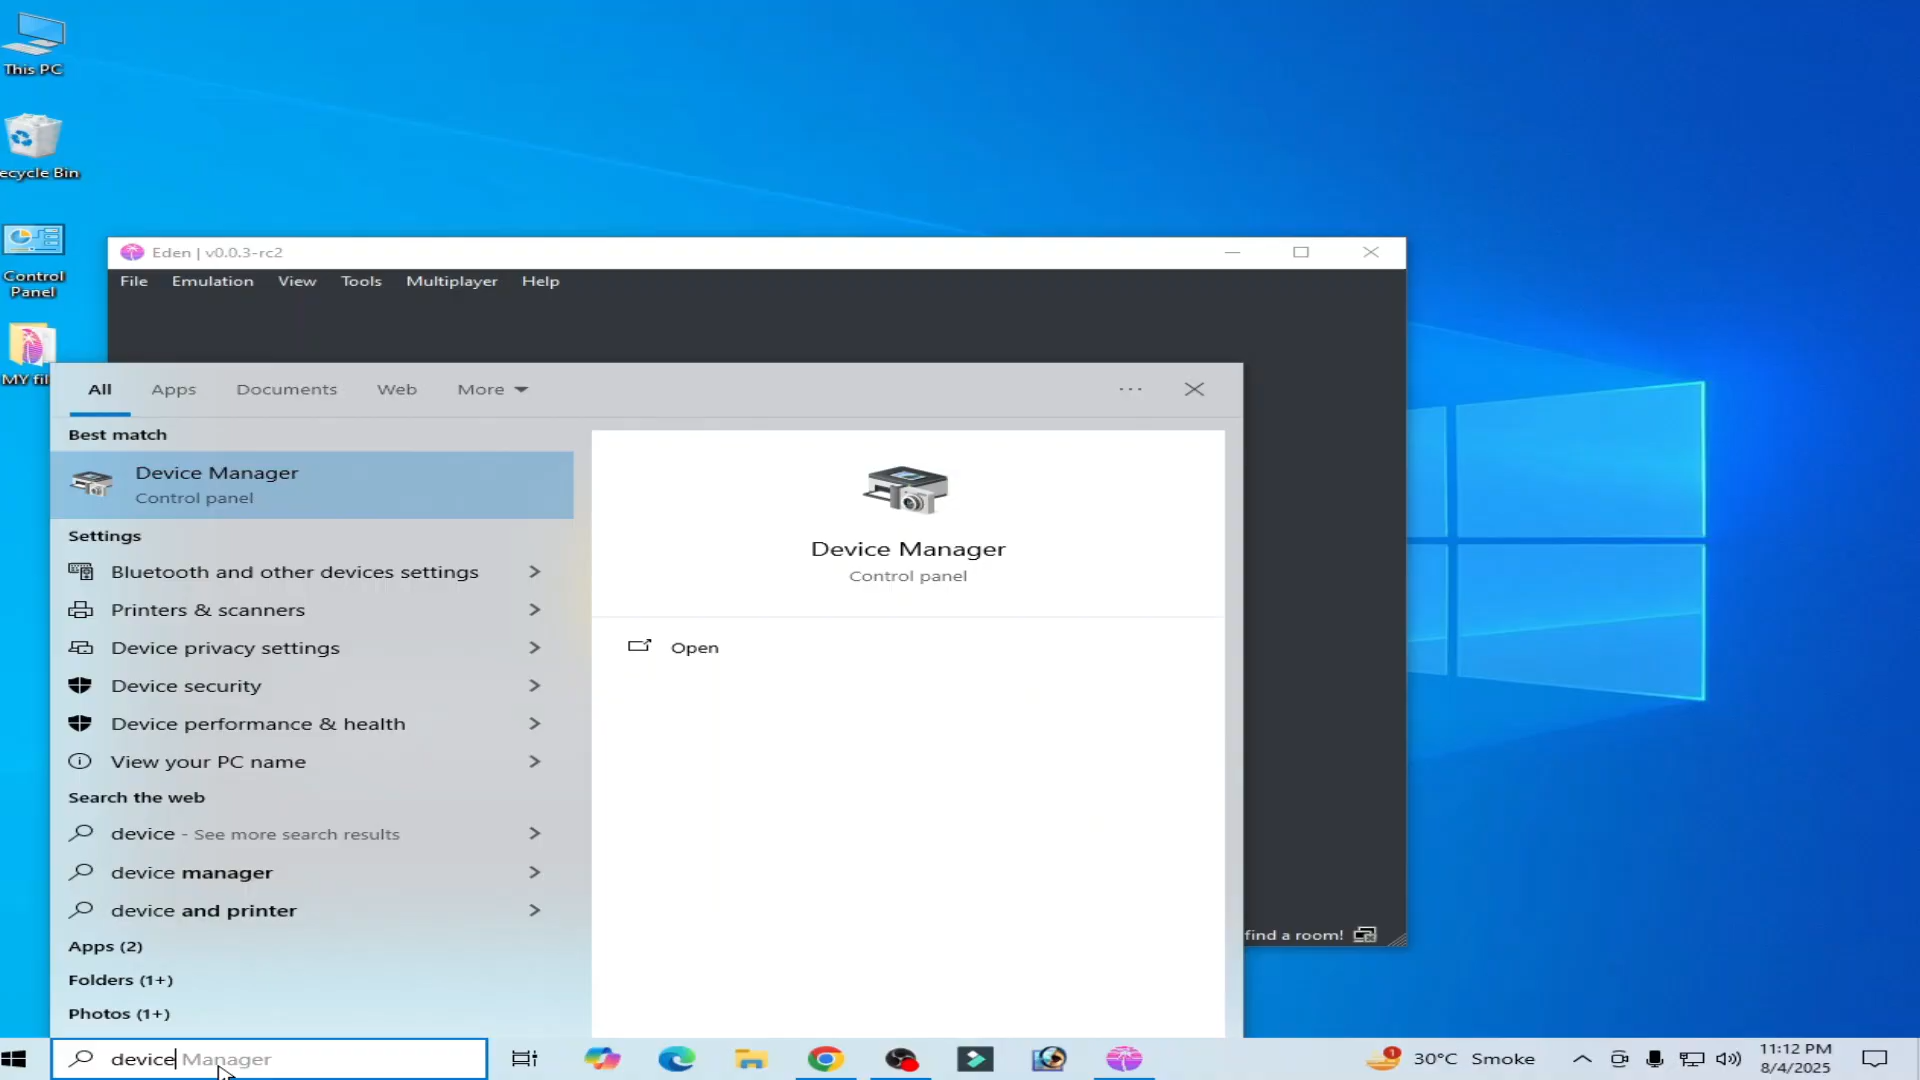 This PC
ecycle Bin
Control
Panel
MY fil
Eden | v0.0.3-rc2
File Emulation View Tools Multiplayer Help
All Apps Documents Web More
Best match
Device Manager
Control panel
Settings
Bluetooth and other devices settings
Printers & scanners
Device privacy settings
Device security
Device performance & health
View your PC name
Search the web
device - See more search results
device manager
device and printer
Apps (2)
Folders (1+)
Photos (1+)
Device Manager
Control panel
Open
find a room!
device Manager
1
30°C Smoke
11:12 PM
8/4/2025